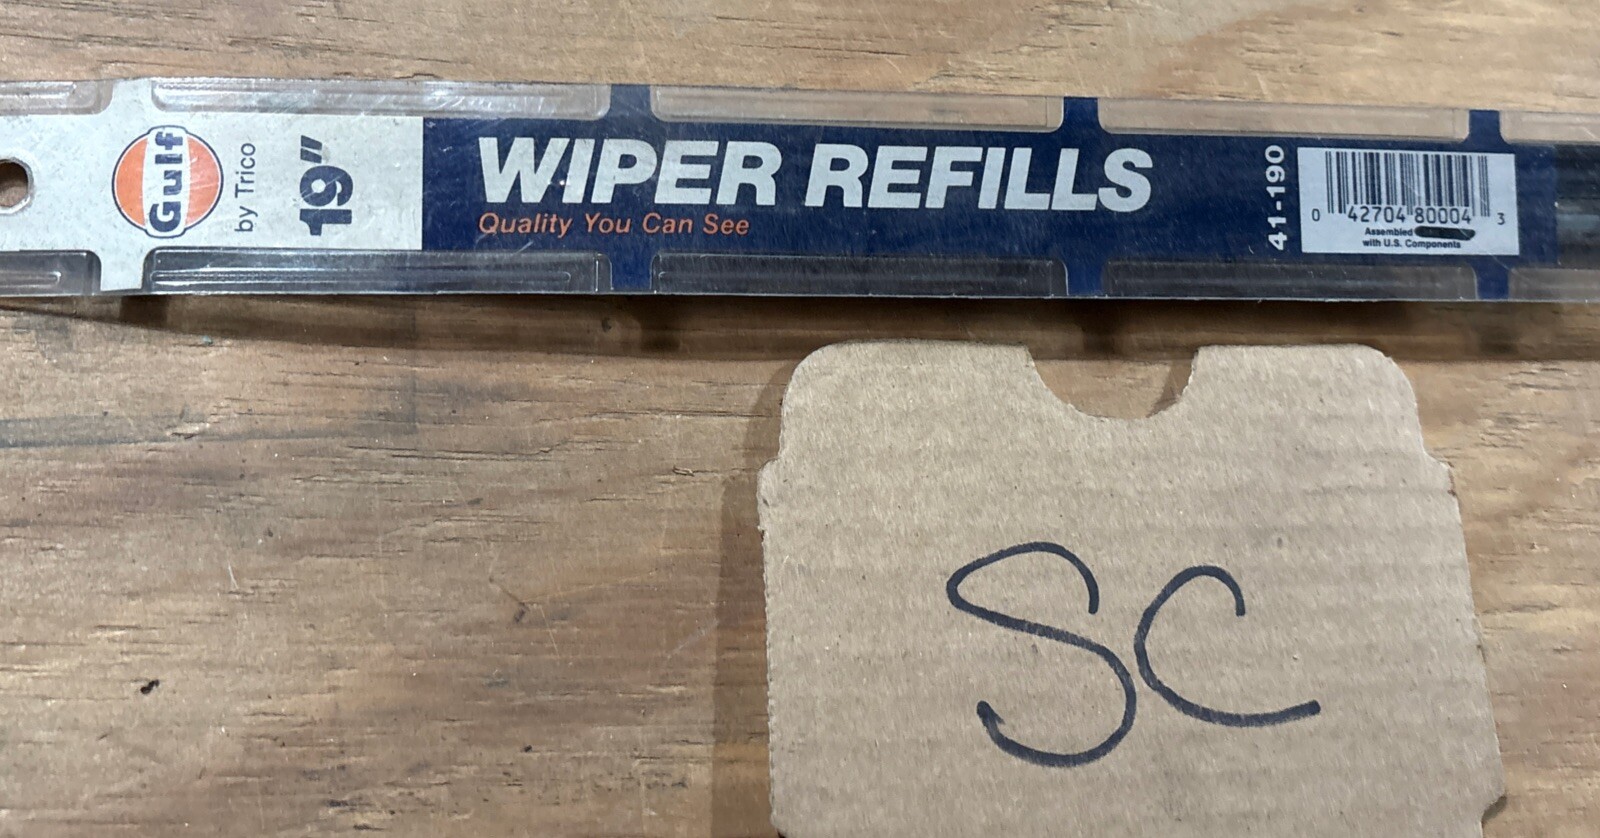 Gulf
by Trico
19"
WIPER REFILLS
Quality You Can See
41-190
0 42704 80004 3
Assembled
with U.S. Components
SC